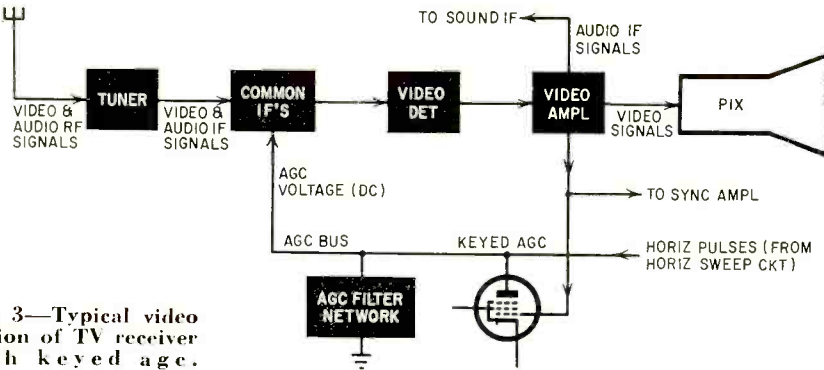 TO SOUND IF
AUDIO IF
SIGNALS
TUNER
COMMON
IF'S
VIDEO
DET
VIDEO
AMPL
PIX
VIDEO &
AUDIO RF
SIGNALS
VIDEO &
AUDIO IF
SIGNALS
VIDEO
SIGNALS
AGC
VOLTAGE (DC)
TO SYNC AMPL
AGC BUS
KEYED AGC
HORIZ PULSES (FROM
HORIZ SWEEP CKT)
AGC FILTER
NETWORK
3—Typical video
ion of TV receiver
h keyed agc.